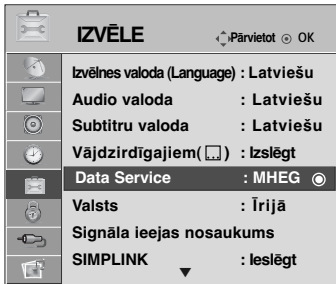 IZVĒLE Pārvietot OK
Izvēlnes valoda (Language) : Latviešu
Audio valoda : Latviešu
Subtitru valoda : Latviešu
Vājdzirdīgajiem( ) : Izslēgt
Data Service : MHEG
Valsts : Īrijā
Signāla ieejas nosaukums
SIMPLINK : Ieslēgt